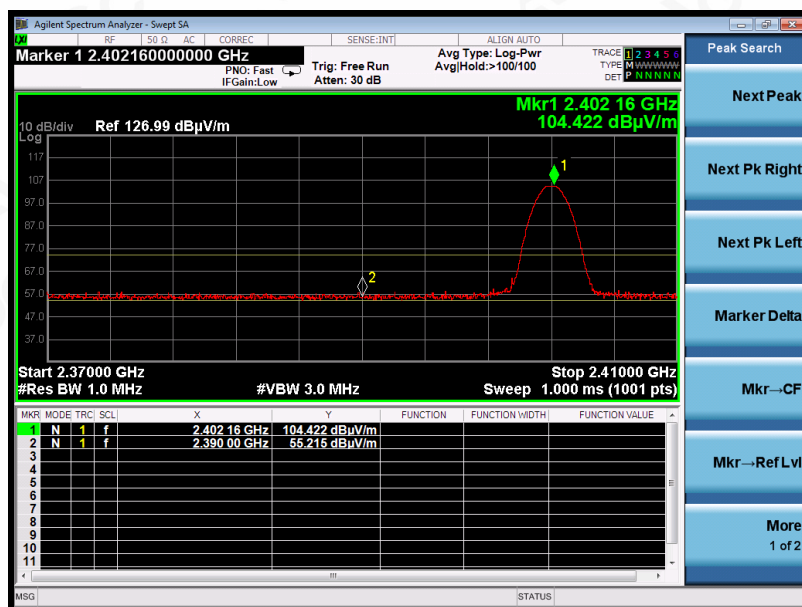 Agilent Spectrum Analyzer - Swept SA
LXI RF 50 Ω AC CORREC SENSE:INT ALIGN AUTO
Marker 1 2.402160000000 GHz
PNO: Fast
IFGain:Low
Trig: Free Run
Atten: 30 dB
Avg Type: Log-Pwr
Avg|Hold:>100/100
TRACE 1 2 3 4 5 6
TYPE M WWWWW
DET P N N N N N
Peak Search
Next Peak
Next Pk Right
Next Pk Left
Marker Delta
Mkr→CF
Mkr→Ref Lvl
More
1 of 2
Mkr1 2.402 16 GHz
104.422 dBµV/m
10 dB/div Ref 126.99 dBµV/m
Log
117
107
97.0
87.0
77.0
67.0
57.0
47.0
37.0
1
2
Start 2.37000 GHz Stop 2.41000 GHz
#Res BW 1.0 MHz #VBW 3.0 MHz Sweep 1.000 ms (1001 pts)
MKR MODE TRC SCL X Y FUNCTION FUNCTION WIDTH FUNCTION VALUE
1 N 1 f 2.402 16 GHz 104.422 dBµV/m
2 N 1 f 2.390 00 GHz 55.215 dBµV/m
3
4
5
6
7
8
9
10
11
MSG STATUS